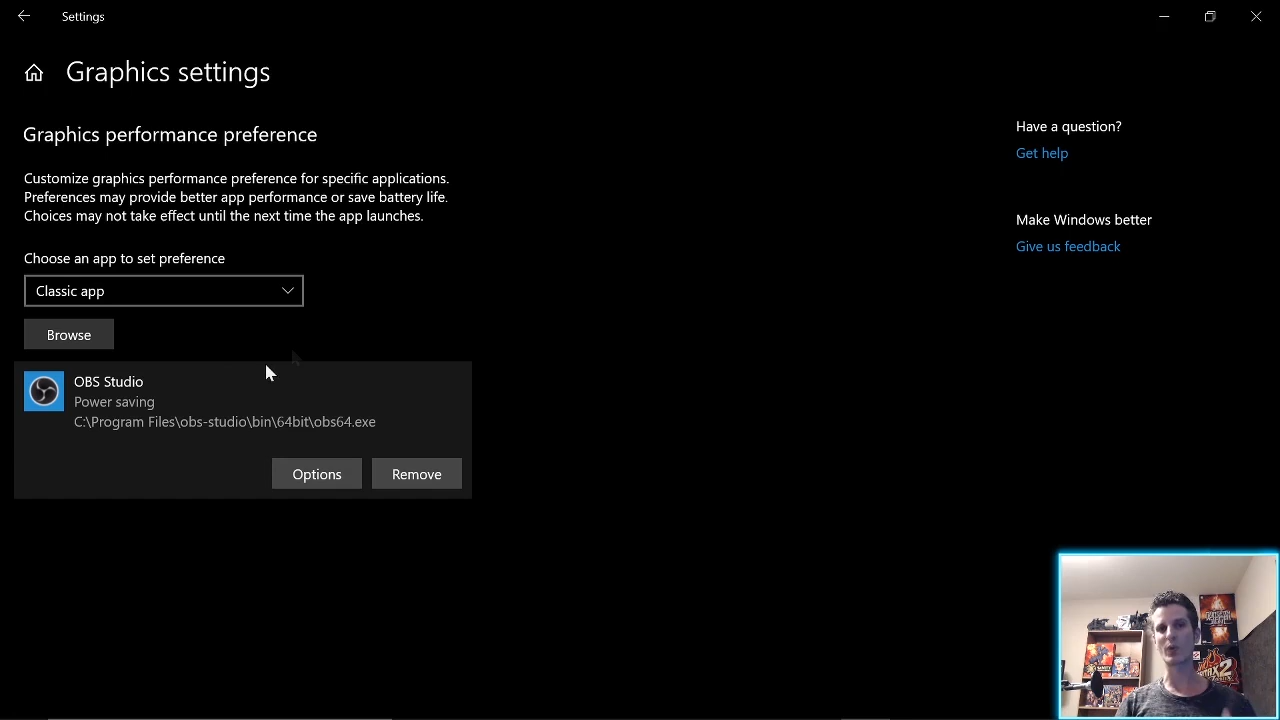 Settings
Graphics settings
Graphics performance preference
Customize graphics performance preference for specific applications.
Preferences may provide better app performance or save battery life.
Choices may not take effect until the next time the app launches.
Choose an app to set preference
Classic app
Browse
OBS Studio
Power saving
C:\Program Files\obs-studio\bin\64bit\obs64.exe
Options
Remove
Have a question?
Get help
Make Windows better
Give us feedback